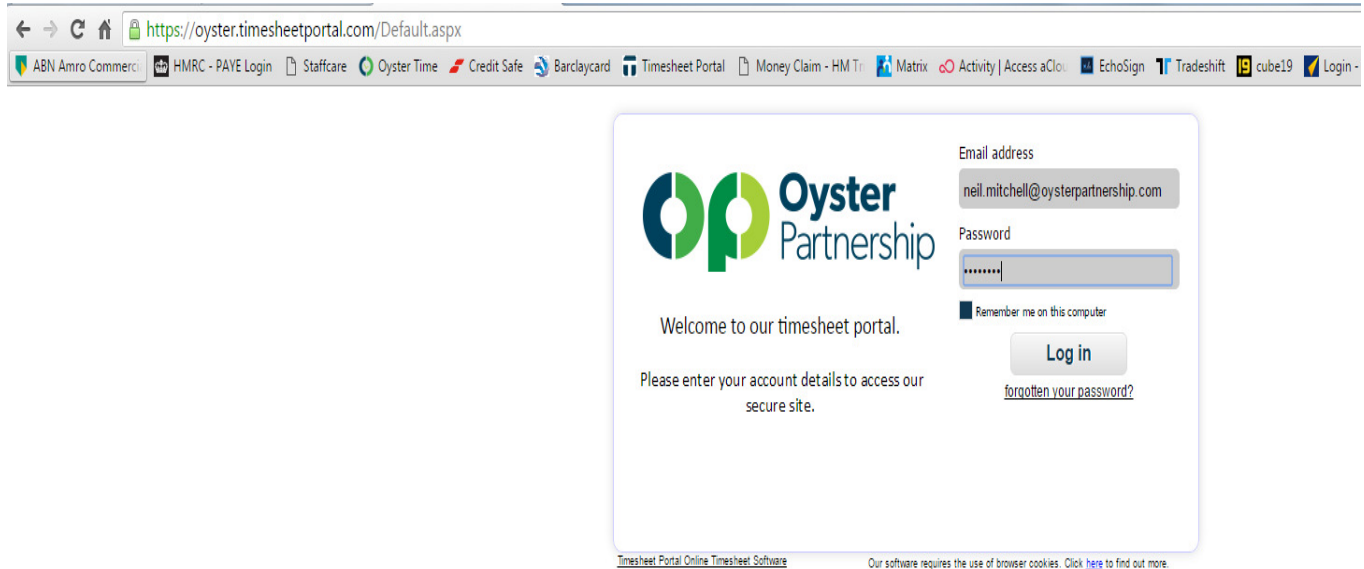 https://oyster.timesheetportal.com/Default.aspx
ABN Amro Commerci HMRC - PAYE Login Staffcare Oyster Time Credit Safe Barclaycard Timesheet Portal Money Claim - HM Tr Matrix Activity | Access aClou EchoSign Tradeshift cube19 Login -
Email address
neil.mitchell@oysterpartnership.com
Oyster
Partnership
Password
••••••••
Remember me on this computer
Welcome to our timesheet portal.
Log in
Please enter your account details to access our
secure site.
forgotten your password?
Timesheet Portal Online Timesheet Software
Our software requires the use of browser cookies. Click here to find out more.